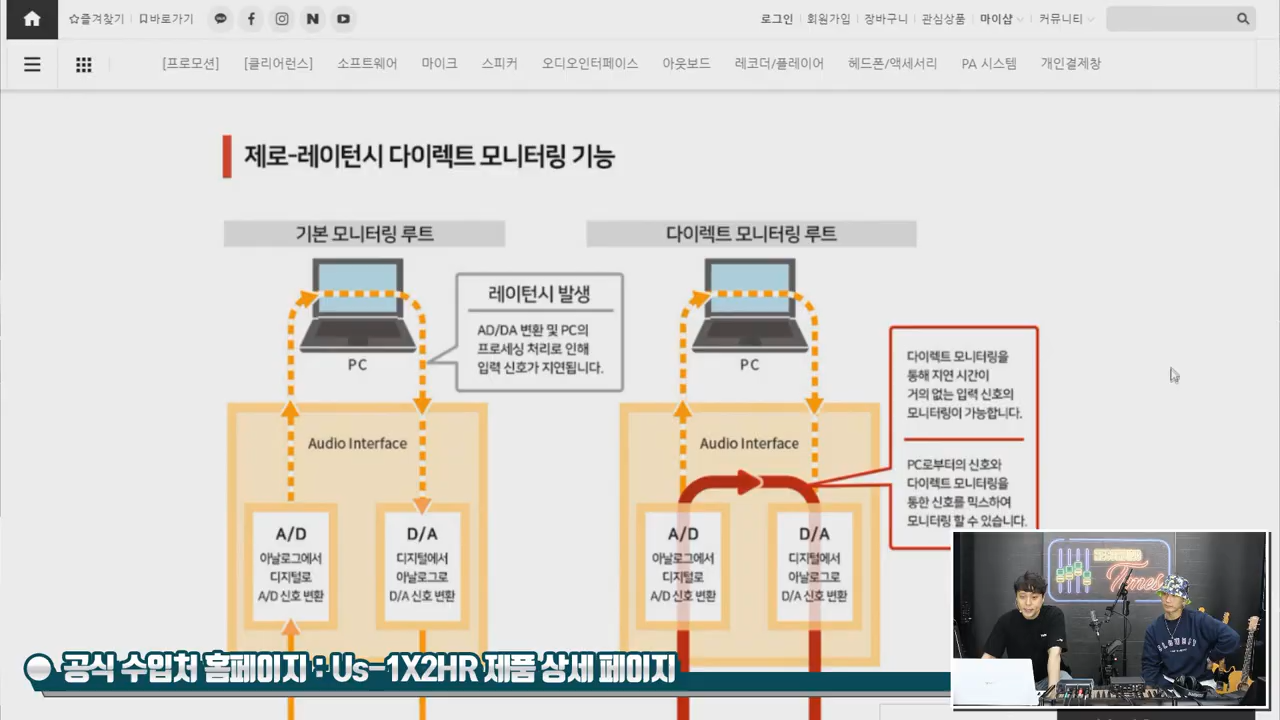 ☆즐겨찾기
바로가기
로그인
회원가입
장바구니
관심상품
마이샵
커뮤니티
[프로모션]
[클리어런스]
소프트웨어
마이크
스피커
오디오인터페이스
아웃보드
레코더/플레이어
헤드폰/액세서리
PA 시스템
개인결제창
제로-레이턴시 다이렉트 모니터링 기능
기본 모니터링 루트
PC
레이턴시 발생
AD/DA 변환 및 PC의
프로세싱 처리로 인해
입력 신호가 지연됩니다.
Audio Interface
A/D
아날로그에서
디지털로
A/D 신호 변환
D/A
디지털에서
아날로그로
D/A 신호 변환
다이렉트 모니터링 루트
PC
다이렉트 모니터링을
통해 지연 시간이
거의 없는 입력 신호의
모니터링이 가능합니다.
PC로부터의 신호와
다이렉트 모니터링을
통한 신호를 믹스하여
모니터링 할 수 있습니다.
Audio Interface
A/D
아날로그에서
디지털로
A/D 신호 변환
D/A
디지털에서
아날로그로
D/A 신호 변환
Times
공식 수입처 홈페이지 : Us-1X2HR 제품 상세 페이지